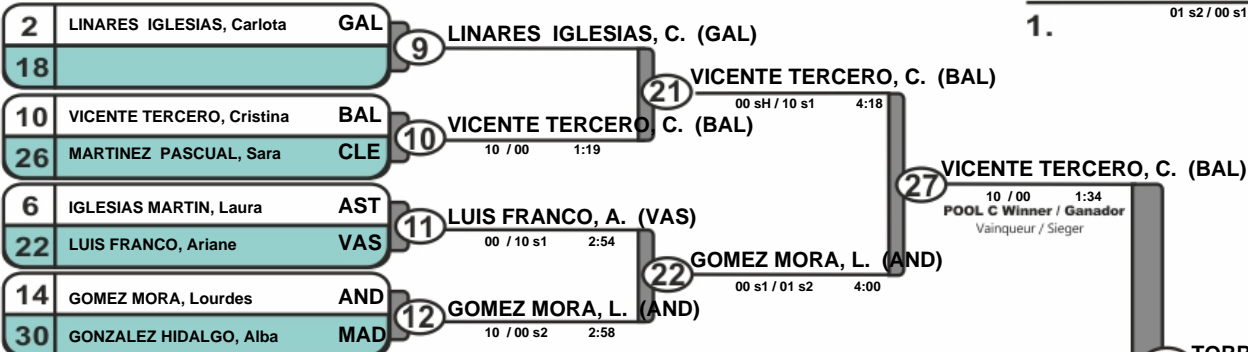 2 LINARES IGLESIAS, Carlota GAL
18
9 LINARES IGLESIAS, C. (GAL)
10 VICENTE TERCERO, Cristina BAL
26 MARTINEZ PASCUAL, Sara CLE
10 VICENTE TERCERO, C. (BAL)
10 / 00 1:19
21 VICENTE TERCERO, C. (BAL)
00 sH / 10 s1 4:18
6 IGLESIAS MARTIN, Laura AST
22 LUIS FRANCO, Ariane VAS
11 LUIS FRANCO, A. (VAS)
00 / 10 s1 2:54
14 GOMEZ MORA, Lourdes AND
30 GONZALEZ HIDALGO, Alba MAD
12 GOMEZ MORA, L. (AND)
10 / 00 s2 2:58
22 GOMEZ MORA, L. (AND)
00 s1 / 01 s2 4:00
27 VICENTE TERCERO, C. (BAL)
10 / 00 1:34
POOL C Winner / Ganador
Vainqueur / Sieger
01 s2 / 00 s1
1.